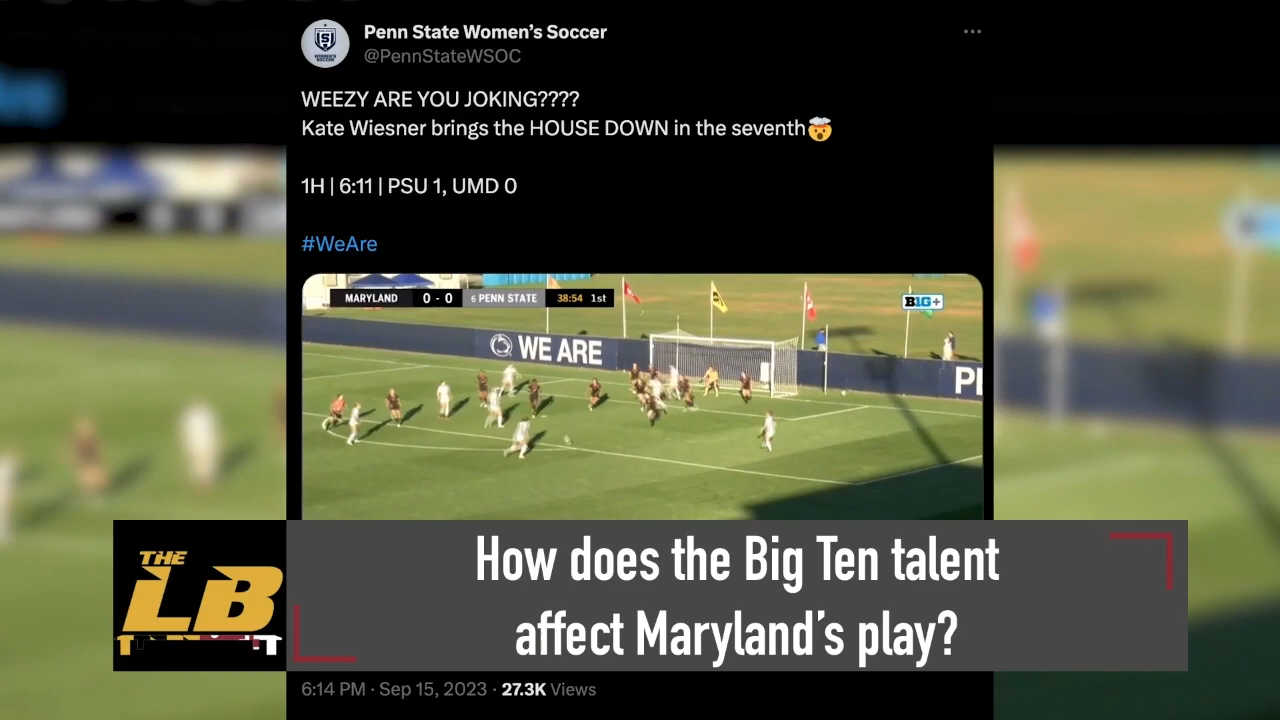 Penn State Women's Soccer
@PennStateWSOC
WEEZY ARE YOU JOKING????
Kate Wiesner brings the HOUSE DOWN in the seventh🤯
1H | 6:11 | PSU 1, UMD 0
#WeAre
MARYLAND 0 - 0 6 PENN STATE 38:54 1st
B1G+
WE ARE
THE
LB
How does the Big Ten talent
affect Maryland's play?
6:14 PM · Sep 15, 2023 · 27.3K Views